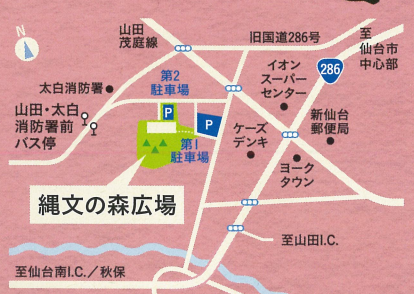 N
山田
茂庭線
旧国道286号
至
仙台市
中心部
286
イオン
スーパー
センター
太白消防署
第2
駐車場
P
P
山田・太白
消防署前
バス停
第1
駐車場
ケーズ
デンキ
新仙台
郵便局
ヨーク
タウン
縄文の森広場
至山田I.C.
至仙台南I.C.／秋保